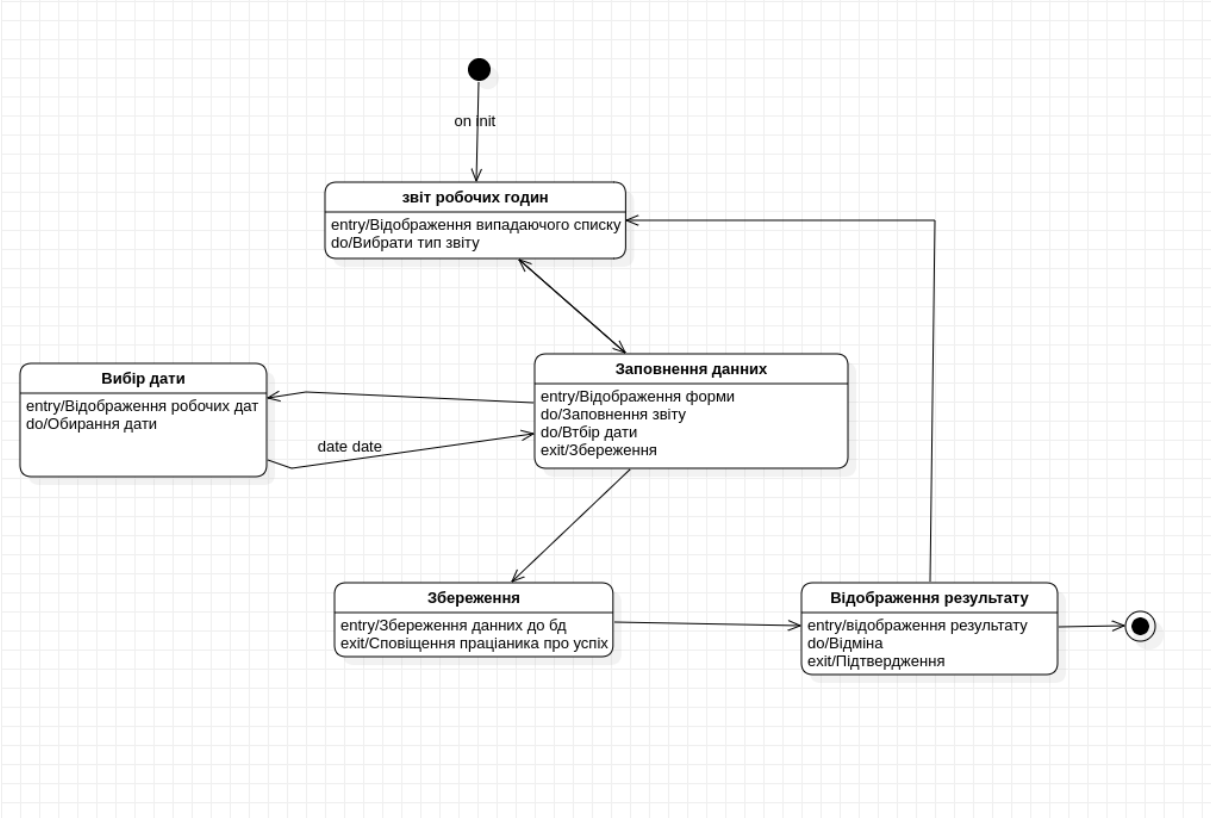 on init
звіт робочих годин
entry/Відображення випадаючого списку
do/Вибрати тип звіту
Вибір дати
entry/Відображення робочих дат
do/Обирання дати
date date
Заповнення данних
entry/Відображення форми
do/Заповнення звіту
do/Втбір дати
exit/Збереження
Збереження
entry/Збереження данних до бд
exit/Сповіщення праціаника про успіх
Відображення результату
entry/відображення результату
do/Відміна
exit/Підтвердження